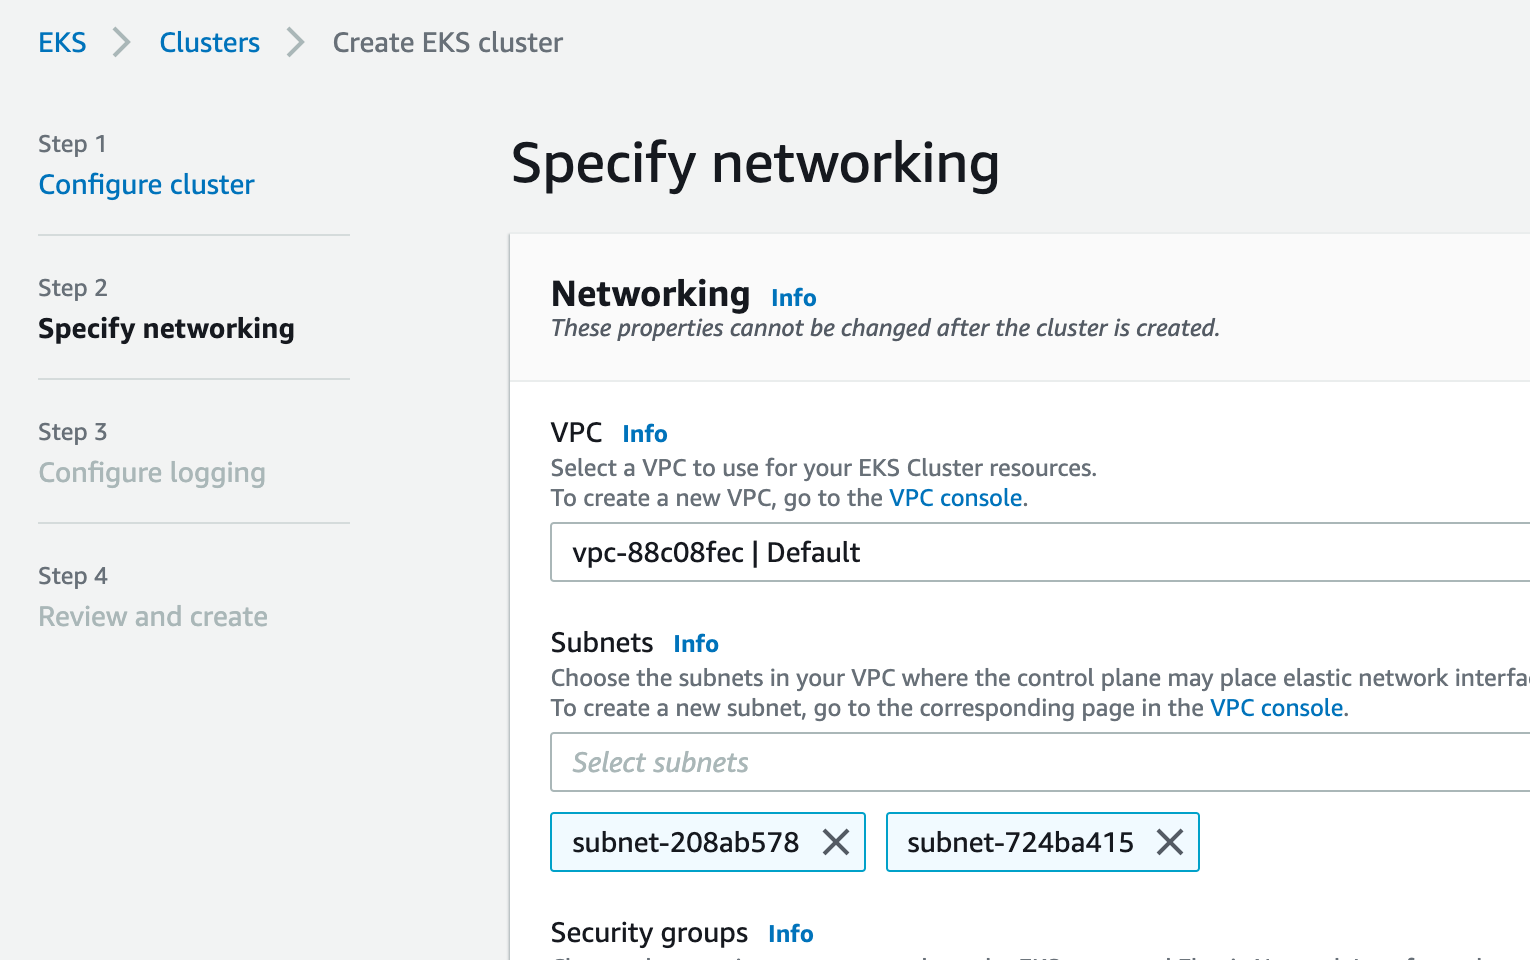 EKS > Clusters > Create EKS cluster
Step 1
Configure cluster
Step 2
Specify networking
Step 3
Configure logging
Step 4
Review and create
Specify networking
Networking Info
These properties cannot be changed after the cluster is created.
VPC Info
Select a VPC to use for your EKS Cluster resources.
To create a new VPC, go to the VPC console.
vpc-88c08fec | Default
Subnets Info
Choose the subnets in your VPC where the control plane may place elastic network
To create a new subnet, go to the corresponding page in the VPC console.
Select subnets
subnet-208ab578 subnet-724ba415
Security groups Info